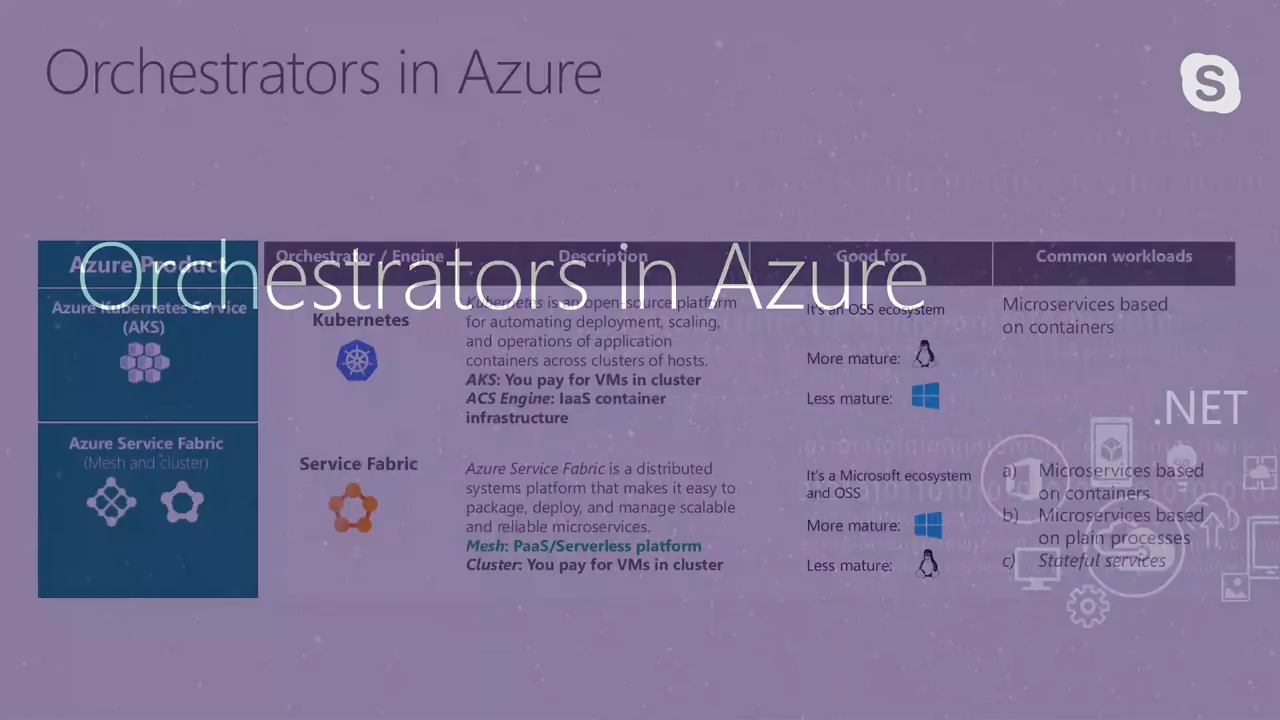 Orchestrators in Azure
S
Orchestrators in Azure
Azure Product
Orchestrator / Engine
Description
Good for
Common workloads
Azure Kubernetes Service
(AKS)
Kubernetes
Kubernetes is an open-source platform
for automating deployment, scaling,
and operations of application
containers across clusters of hosts.
AKS: You pay for VMs in cluster
ACS Engine: IaaS container
infrastructure
It's an OSS ecosystem
More mature:
Less mature:
Microservices based
on containers
.NET
Azure Service Fabric
(Mesh and cluster)
Service Fabric
Azure Service Fabric is a distributed
systems platform that makes it easy to
package, deploy, and manage scalable
and reliable microservices.
Mesh: PaaS/Serverless platform
Cluster: You pay for VMs in cluster
It's a Microsoft ecosystem
and OSS
More mature:
Less mature:
a) Microservices based
on containers
b) Microservices based
on plain processes
c) Stateful services